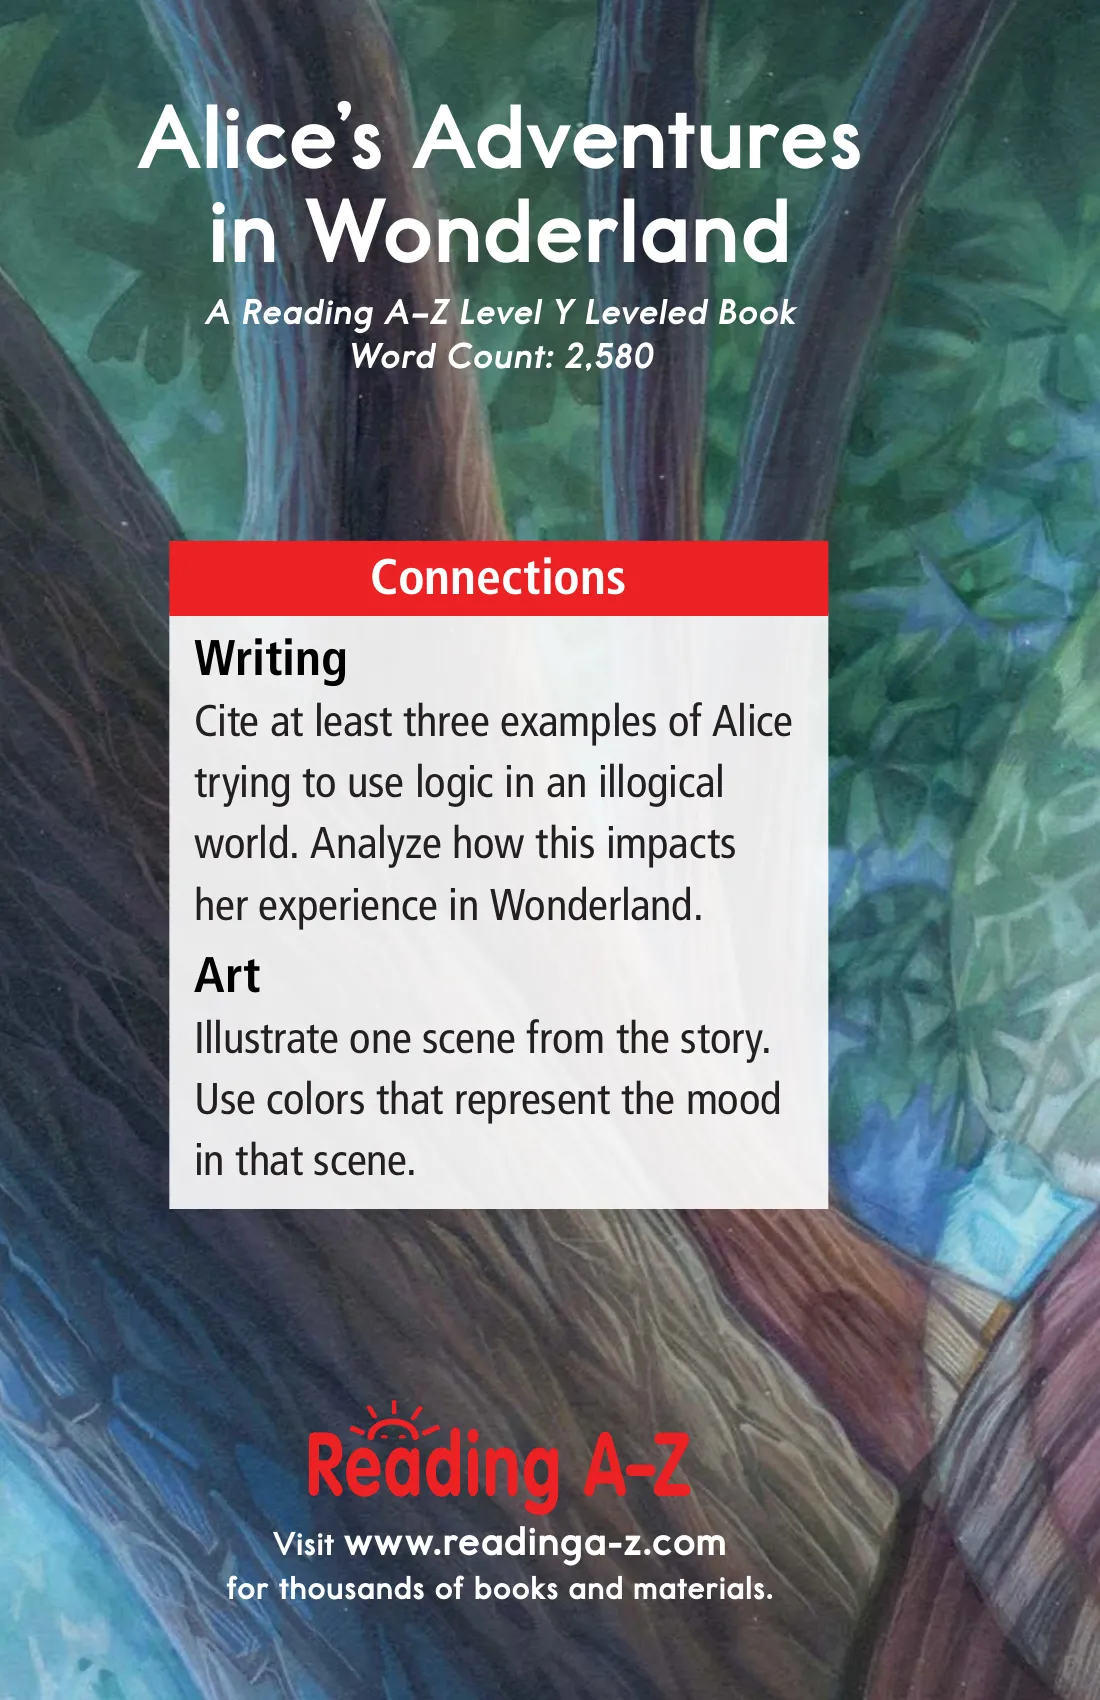 Alice’s Adventures
in Wonderland
A Reading A–Z Level Y Leveled Book
Word Count: 2,580
Connections
Writing
Cite at least three examples of Alice
trying to use logic in an illogical
world. Analyze how this impacts
her experience in Wonderland.
Art
Illustrate one scene from the story.
Use colors that represent the mood
in that scene.
Reading A–Z
Visit www.readinga-z.com
for thousands of books and materials.